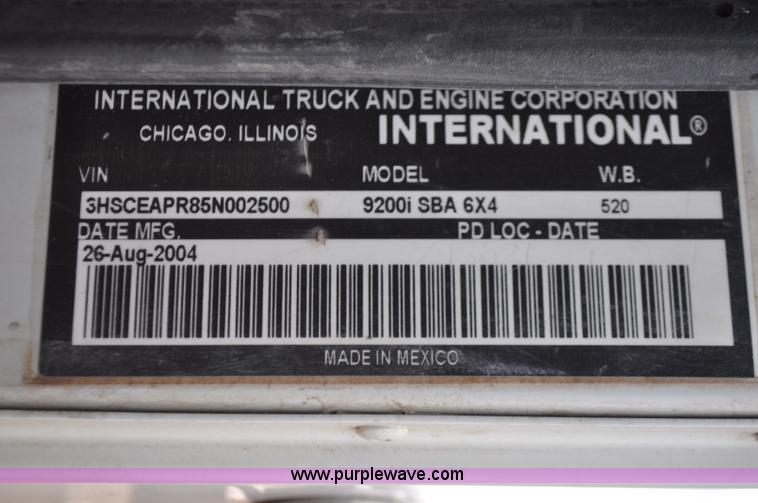 INTERNATIONAL TRUCK AND ENGINE CORPORATION
CHICAGO, ILLINOIS INTERNATIONAL®
VIN MODEL W.B.
3HSCEAPR85N002500 9200i SBA 6X4 520
DATE MFG. PD LOC - DATE
26-Aug-2004
MADE IN MEXICO
www.purplewave.com